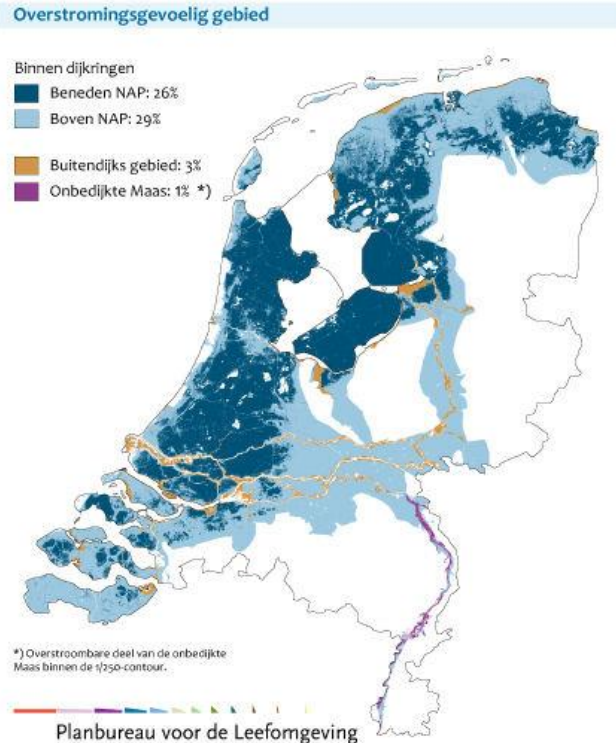 Overstromingsgevoelig gebied
Binnen dijkringen
Beneden NAP: 26%
Boven NAP: 29%
Buitendijks gebied: 3%
Onbedijkte Maas: 1% *)
*) Overstroombare deel van de onbedijkte
Maas binnen de 1/250-contour.
Planbureau voor de Leefomgeving